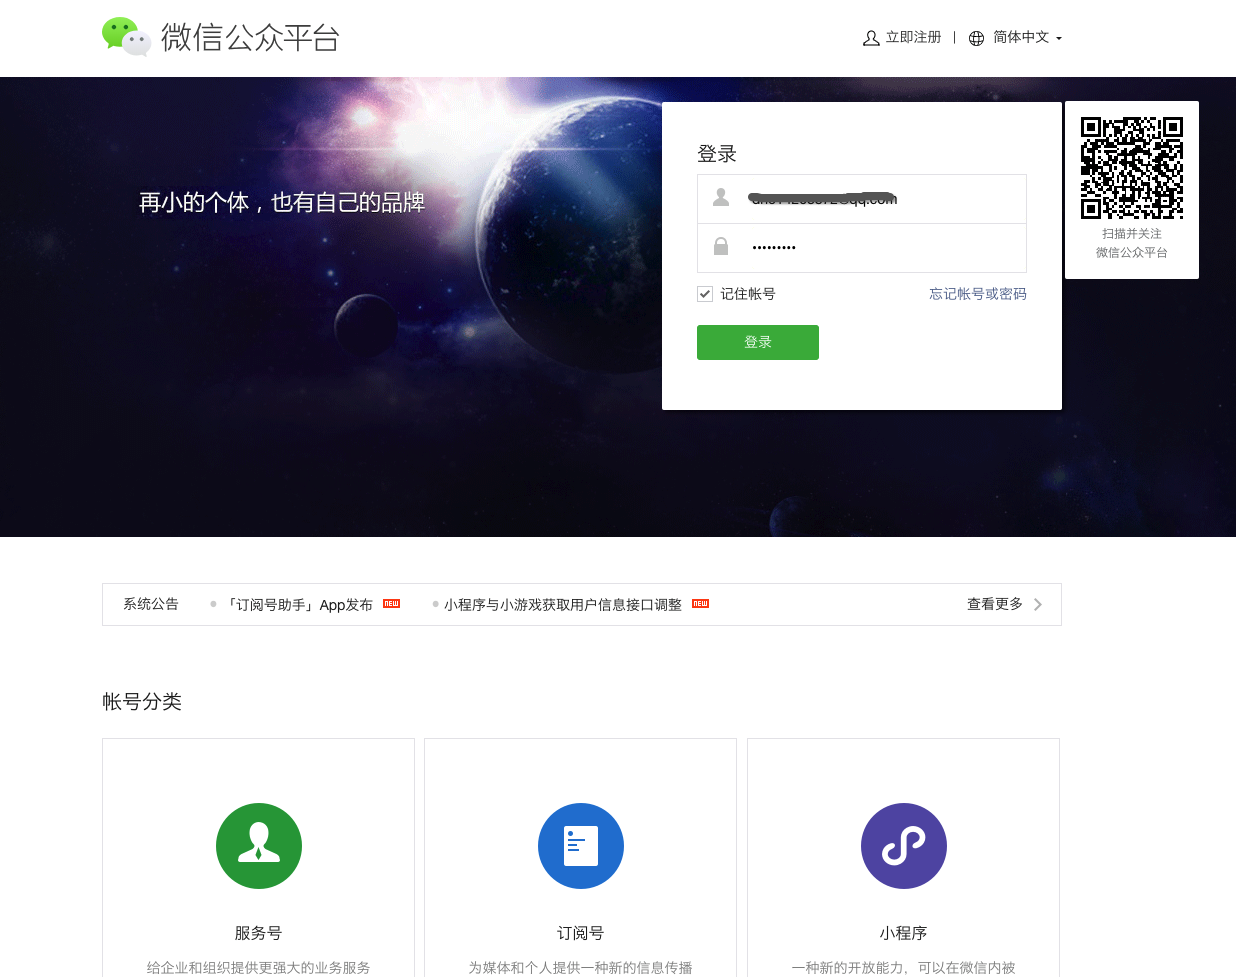 微信公众平台
立即注册 | 简体中文
再小的个体，也有自己的品牌
登录
•••••••••
记住帐号 忘记帐号或密码
登录
扫描并关注
微信公众平台
系统公告 「订阅号助手」App发布 NEW 小程序与小游戏获取用户信息接口调整 NEW 查看更多
帐号分类
服务号 订阅号 小程序
给企业和组织提供更强大的业务服务 为媒体和个人提供一种新的信息传播 一种新的开放能力，可以在微信内被